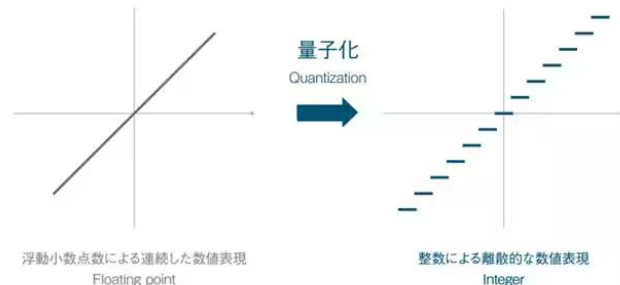 量子化
Quantization
浮動小数点数による連続した数値表現
Floating point
整数による離散的な数値表現
Integer